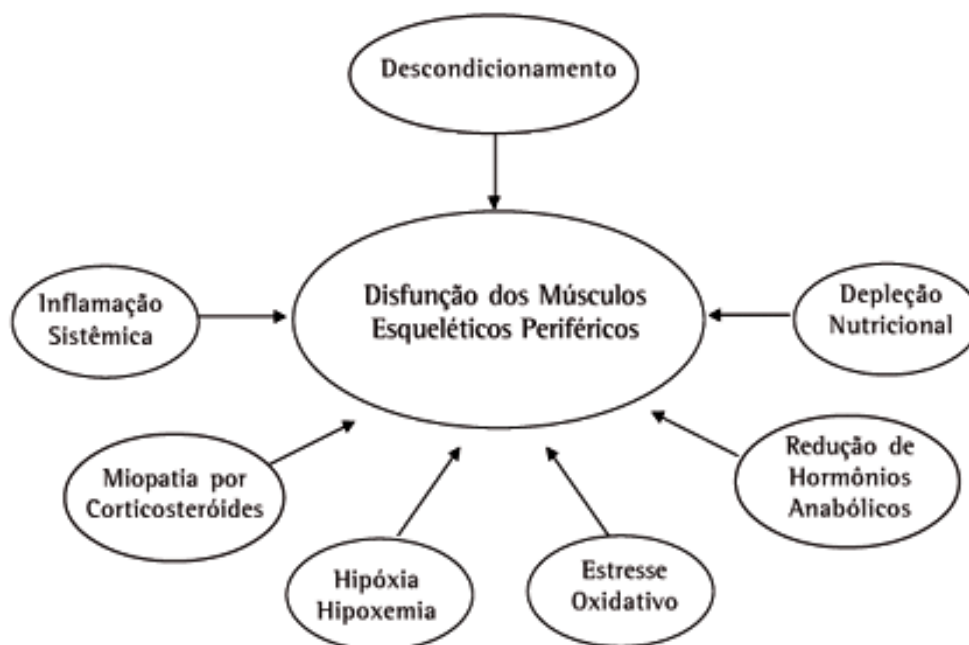 Descondicionamento
Disfunção dos Músculos
Esqueléticos Periféricos
Inflamação
Sistêmica
Depleção
Nutricional
Miopatia por
Corticosteróides
Redução de
Hormônios
Anabólicos
Hipóxia
Hipoxemia
Estresse
Oxidativo